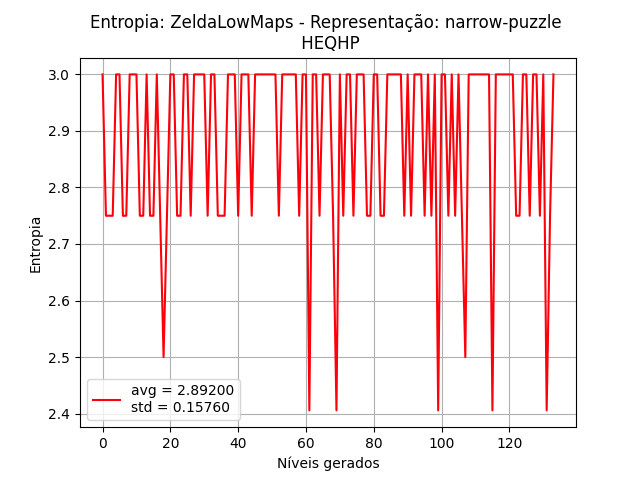 Entropia: ZeldaLowMaps - Representação: narrow-puzzle
HEQHP
3.0
2.9
2.8
2.7
2.6
2.5
2.4
Entropia
avg = 2.89200
std = 0.15760
0 20 40 60 80 100 120
Níveis gerados